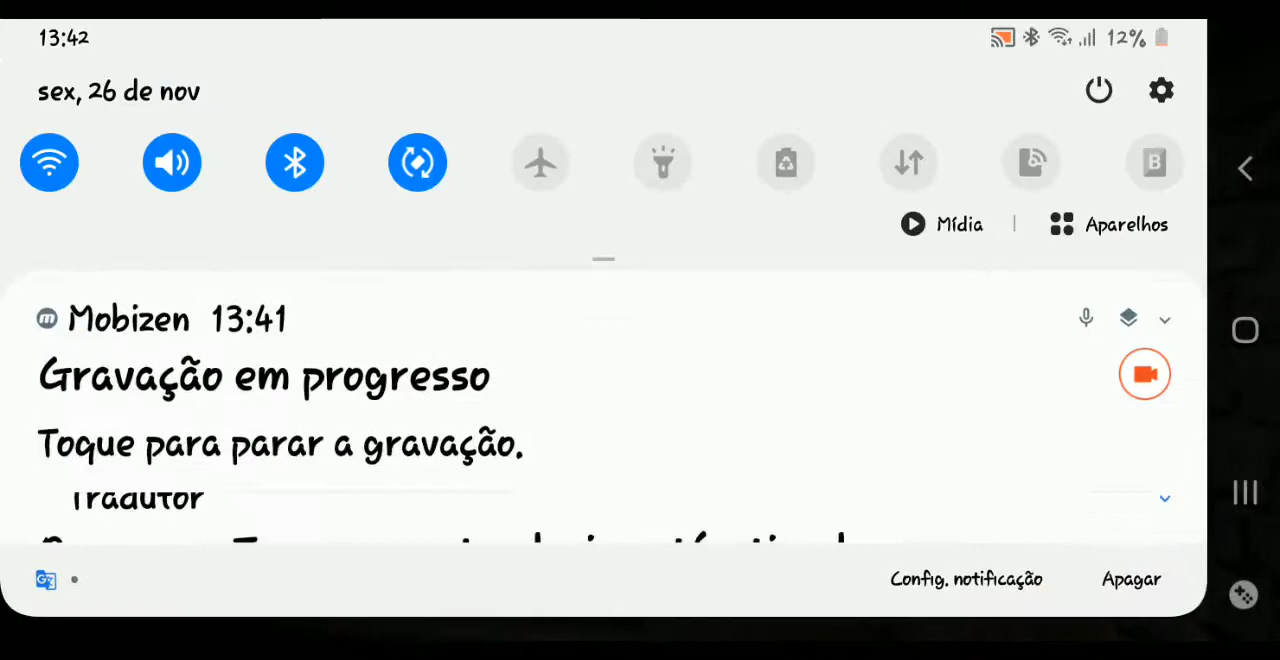 13:42
12%
sex, 26 de nov
Mídia | Aparelhos
Mobizen 13:41
Gravação em progresso
Toque para parar a gravação.
Tradutor
Config. notificação Apagar